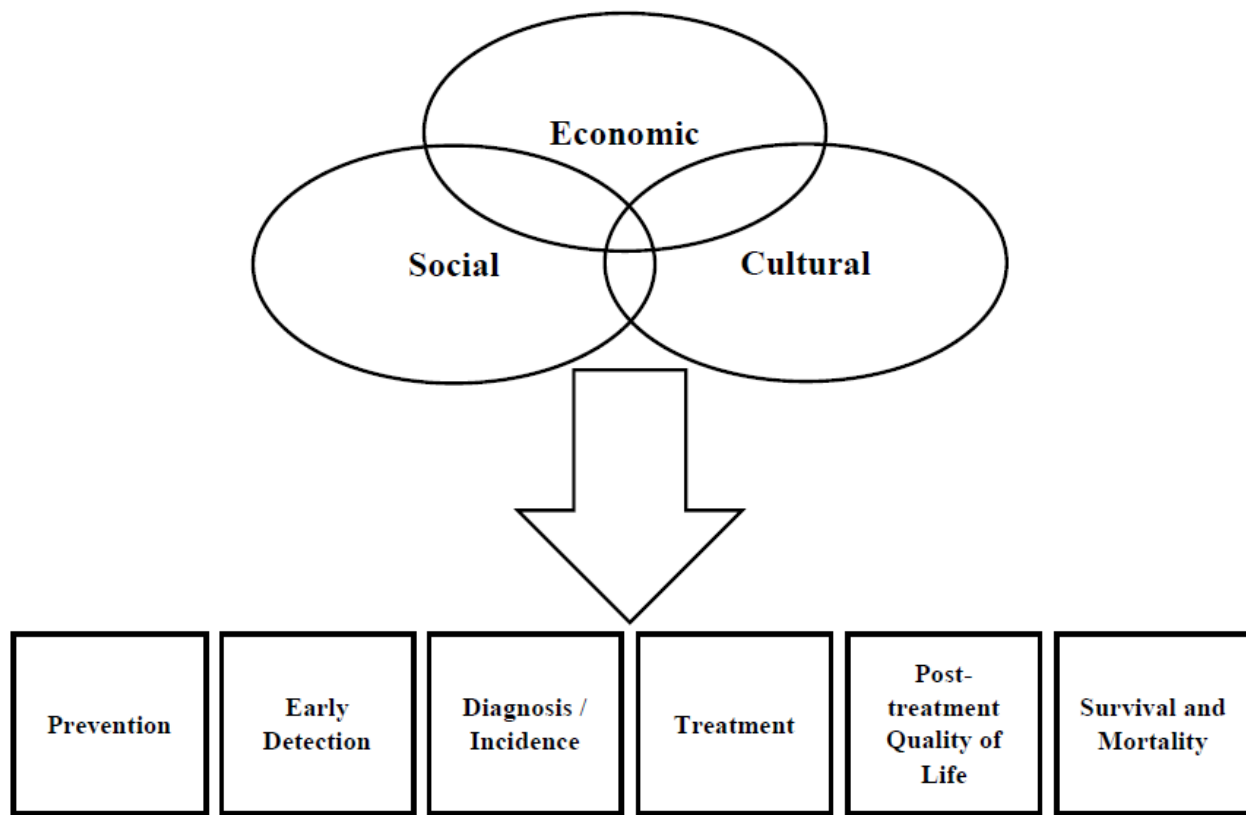 Economic
Social
Cultural
Prevention
Early
Detection
Diagnosis /
Incidence
Treatment
Post-
treatment
Quality of
Life
Survival and
Mortality